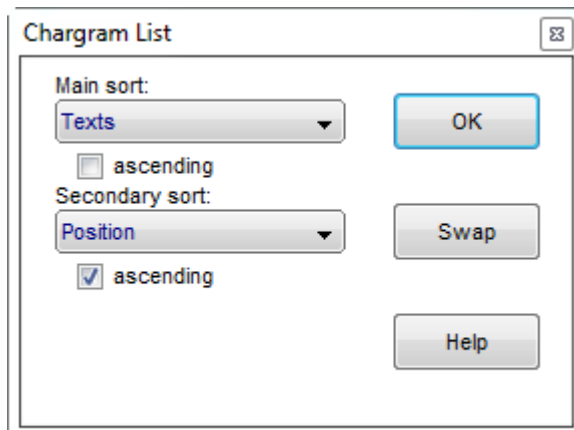 Chargram List
Main sort:
Texts
OK
ascending
Secondary sort:
Position
Swap
ascending
Help